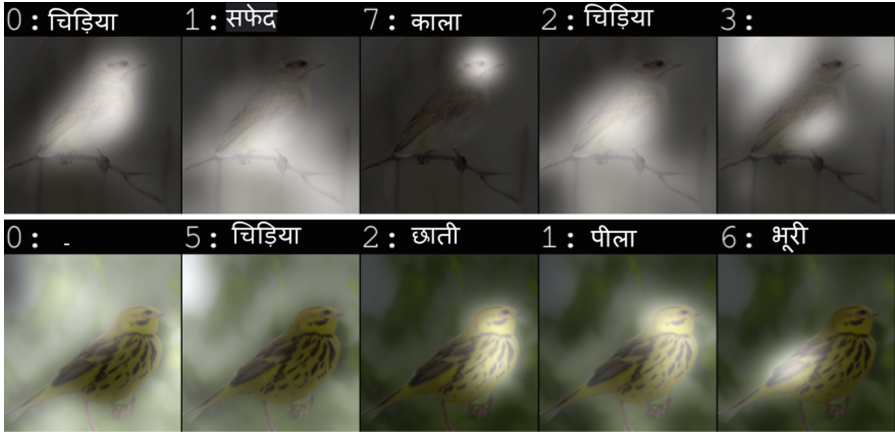 0: चिड़िया 1: सफेद 7: काला 2: चिड़िया 3:
0: - 5: चिड़िया 2: छाती 1: पीला 6: भूरी